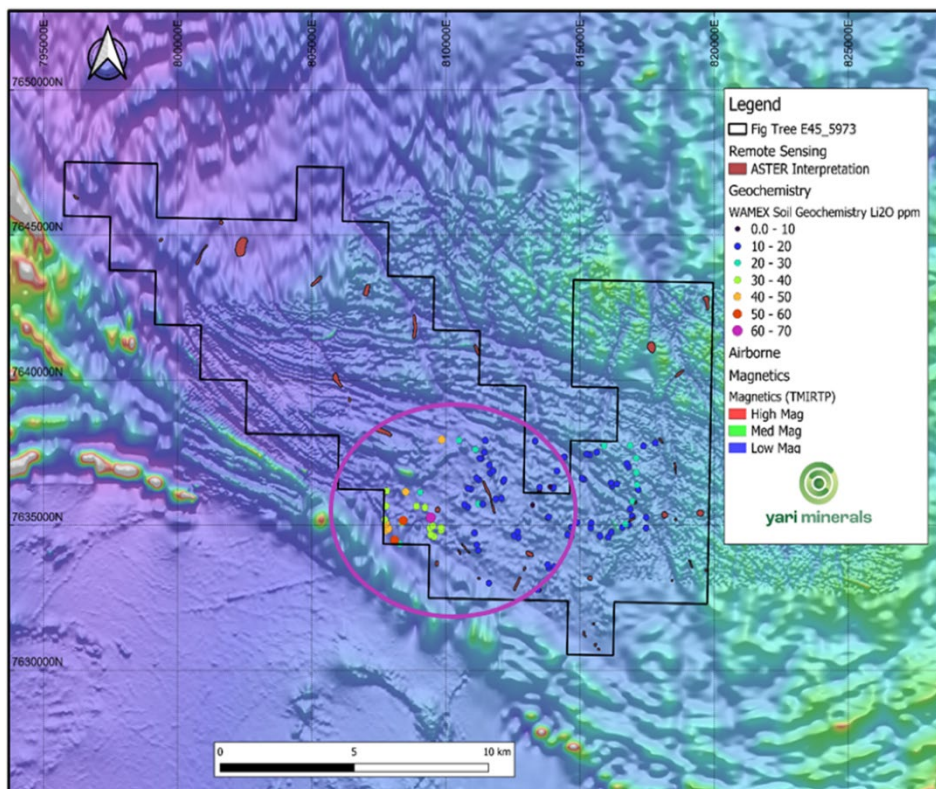 795000E
800000E
805000E
810000E
815000E
820000E
825000E
7650000N
7645000N
7640000N
7635000N
7630000N
Legend
Fig Tree E45_5973
Remote Sensing
ASTER Interpretation
Geochemistry
WAMEX Soil Geochemistry Li2O ppm
0.0 - 10
10 - 20
20 - 30
30 - 40
40 - 50
50 - 60
60 - 70
Airborne
Magnetics
Magnetics (TMIRTP)
High Mag
Med Mag
Low Mag
yari minerals
0
5
10 km